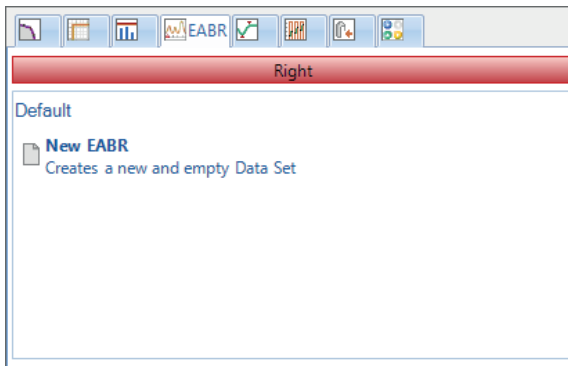 EABR
Right
Default
New EABR
Creates a new and empty Data Set